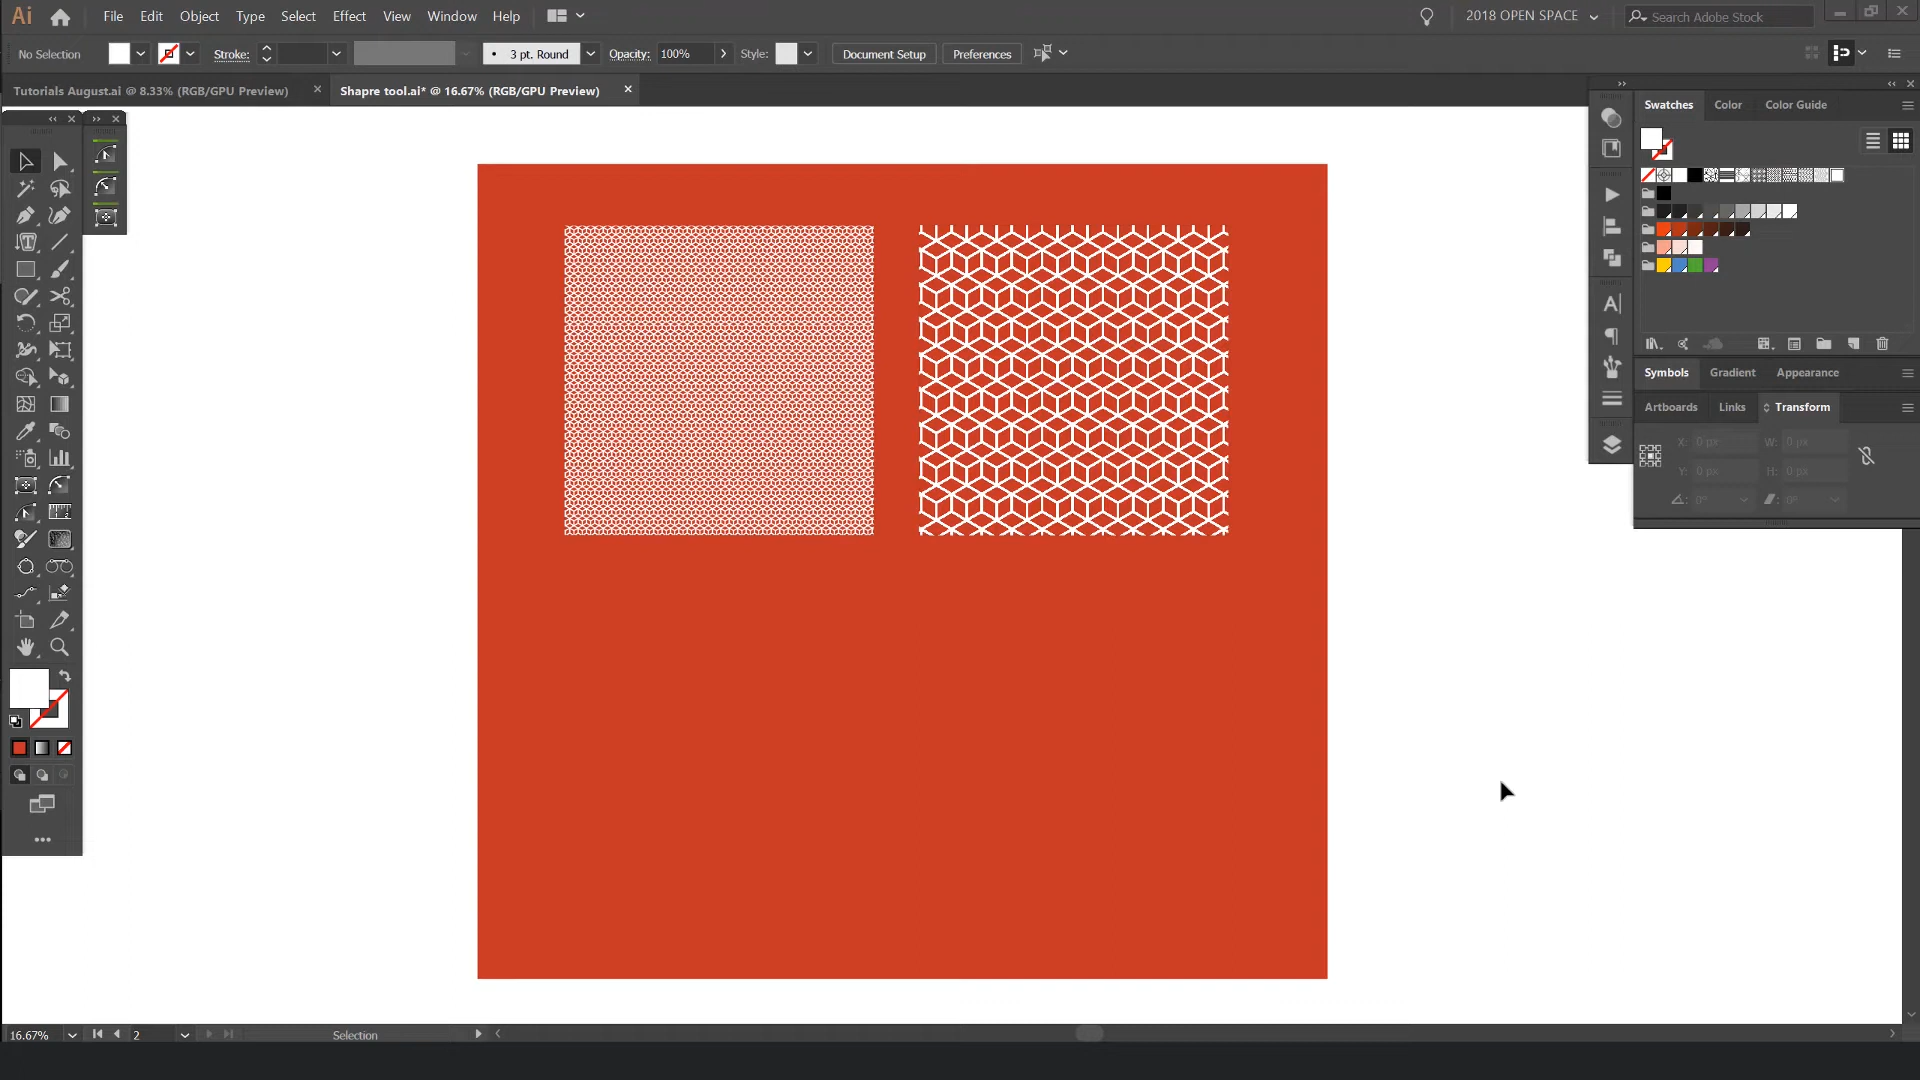 Ai File Edit Object Type Select Effect View Window Help 2018 OPEN SPACE Search Adobe Stock
No Selection Stroke: 3 pt. Round Opacity: 100% Style: Document Setup Preferences
Tutorials August.ai @ 8.33% (RGB/GPU Preview) Shapre tool.ai* @ 16.67% (RGB/GPU Preview)
Swatches Color Color Guide
Symbols Gradient Appearance
Artboards Links Transform
X: 0 px W: 0 px
Y: 0 px H: 0 px
0° 0°
16.67% 2 Selection